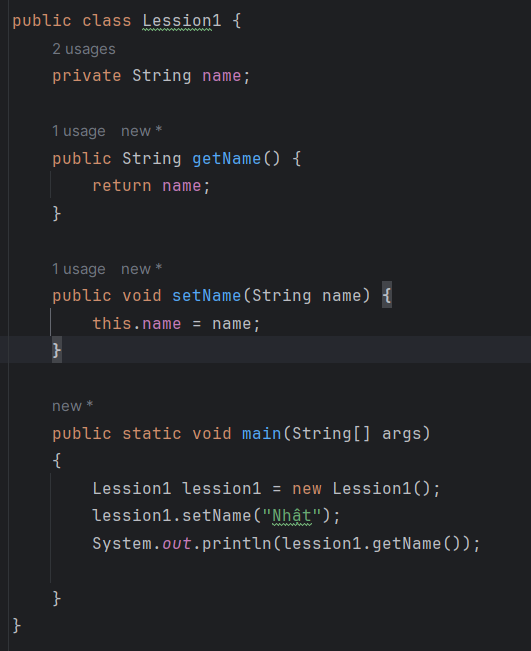 public class Lession1 {
2 usages
private String name;
1 usage new *
public String getName() {
return name;
}
1 usage new *
public void setName(String name) {
this.name = name;
}
new *
public static void main(String[] args)
{
Lession1 lession1 = new Lession1();
lession1.setName("Nhât");
System.out.println(lession1.getName());
}
}